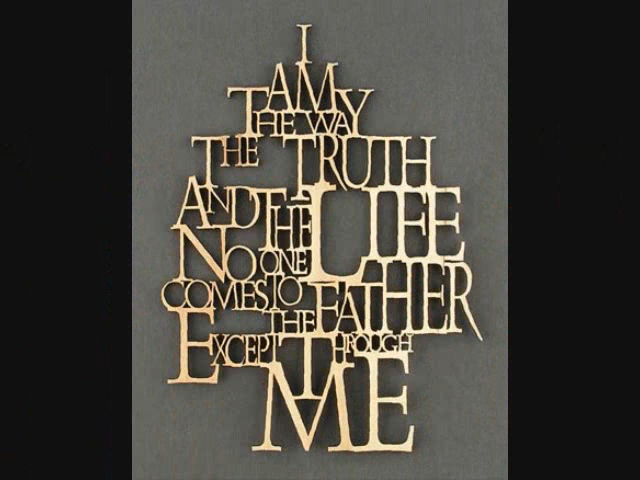 I
AM
THE WAY
THE TRUTH
AND THE LIFE
NO ONE
COMES TO
THE FATHER
EXCEPT THROUGH
ME